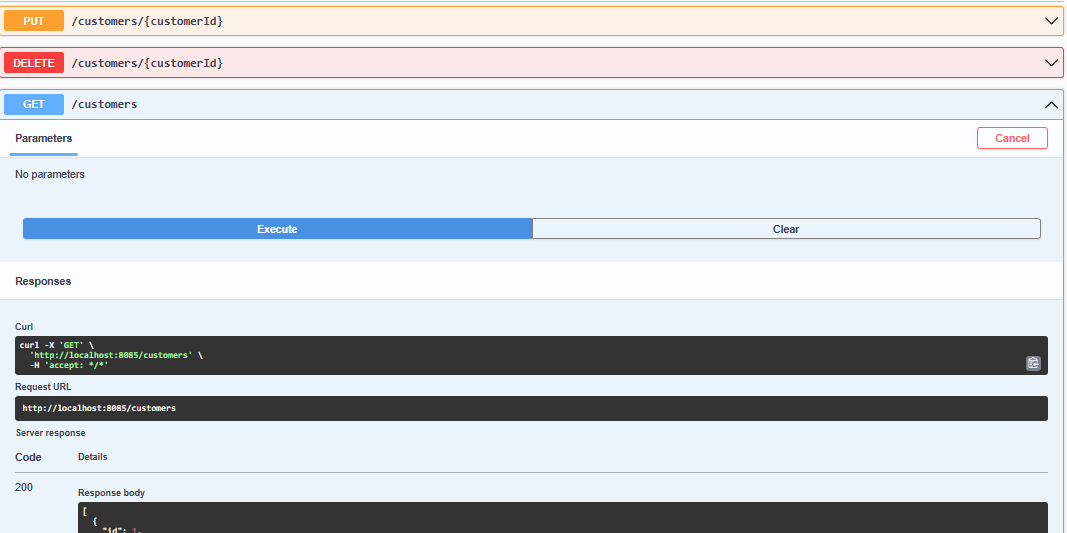 PUT /customers/{customerId}
DELETE /customers/{customerId}
GET /customers
Parameters
Cancel
No parameters
Execute
Clear
Responses
Curl
curl -X 'GET' \
'http://localhost:8085/customers' \
-H 'accept: */*'
Request URL
http://localhost:8085/customers
Server response
Code Details
200
Response body
[
{
"id": 1,